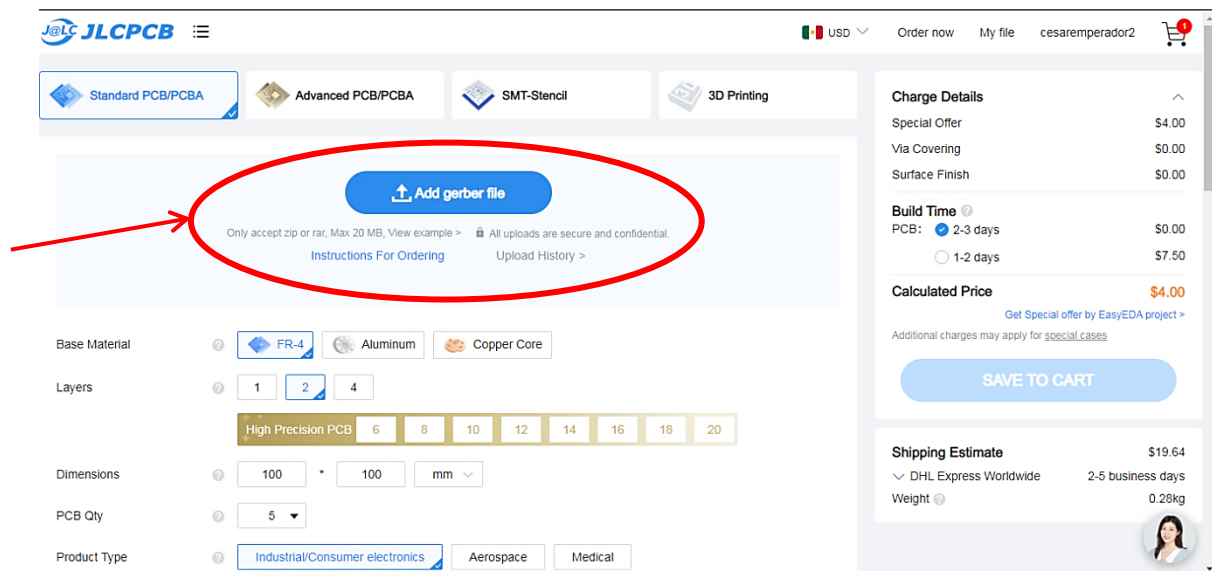 J@LC JLCPCB
USD
Order now
My file
cesaremperador2
1
Standard PCB/PCBA
Advanced PCB/PCBA
SMT-Stencil
3D Printing
Add gerber file
Only accept zip or rar, Max 20 MB, View example >
All uploads are secure and confidential.
Instructions For Ordering
Upload History >
Base Material ? FR-4 Aluminum Copper Core
Layers ? 1 2 4
High Precision PCB 6 8 10 12 14 16 18 20
Dimensions ? 100 * 100 mm
PCB Qty ? 5
Product Type ? Industrial/Consumer electronics Aerospace Medical
Charge Details
Special Offer $4.00
Via Covering $0.00
Surface Finish $0.00
Build Time ?
PCB: 2-3 days $0.00
1-2 days $7.50
Calculated Price $4.00
Get Special offer by EasyEDA project >
Additional charges may apply for special cases
SAVE TO CART
Shipping Estimate $19.64
DHL Express Worldwide 2-5 business days
Weight ? 0.28kg